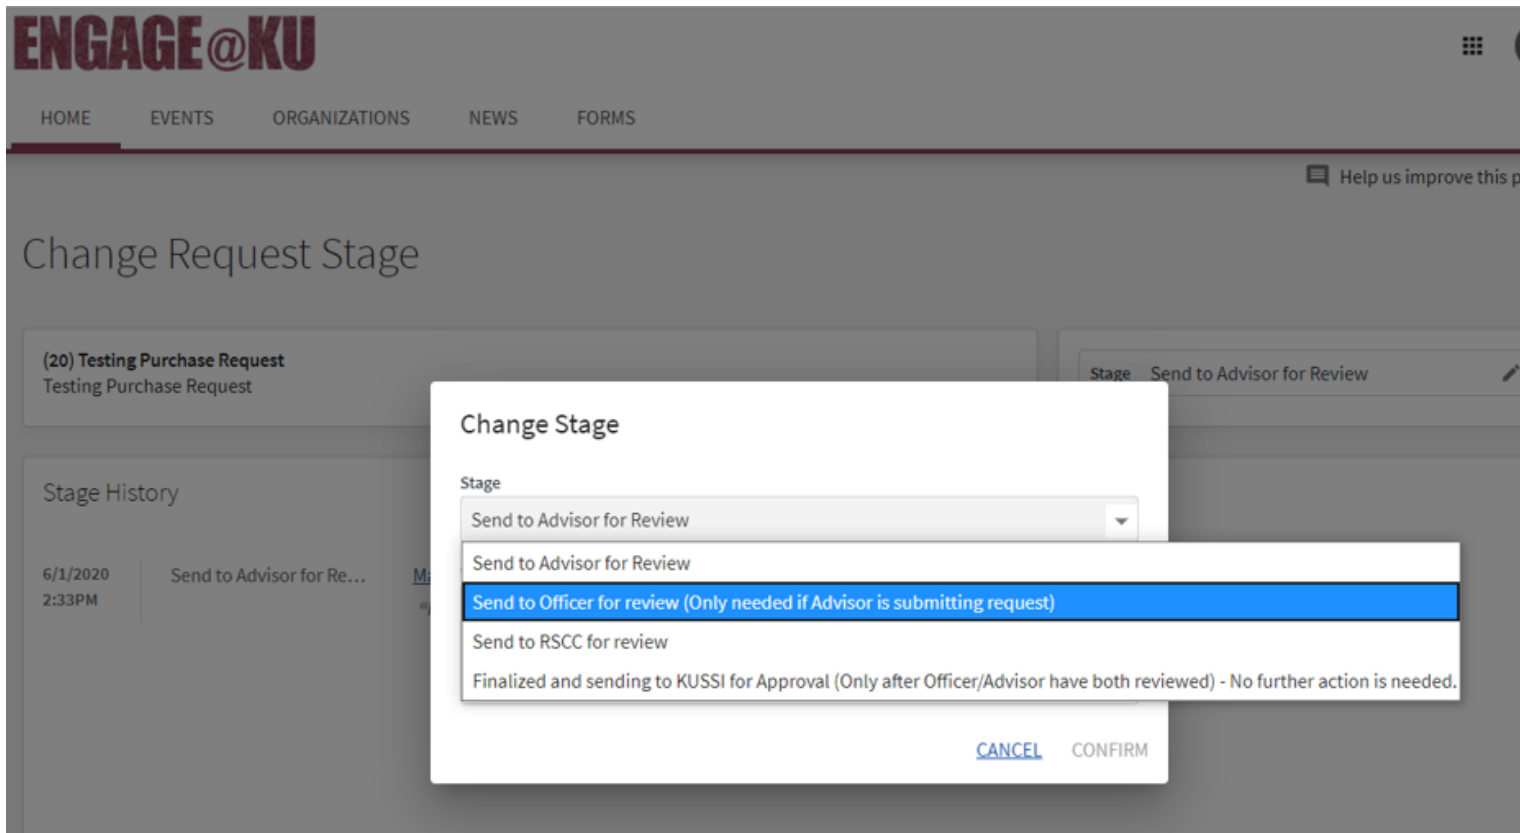 ENGAGE@KU
HOME EVENTS ORGANIZATIONS NEWS FORMS
Help us improve this
Change Request Stage
(20) Testing Purchase Request
Testing Purchase Request
Stage Send to Advisor for Review
Change Stage
Stage
Send to Advisor for Review
Stage History
6/1/2020
2:33PM
Send to Advisor for Re...
Send to Advisor for Review
Send to Officer for review (Only needed if Advisor is submitting request)
Send to RSCC for review
Finalized and sending to KUSSI for Approval (Only after Officer/Advisor have both reviewed) - No further action is needed.
CANCEL CONFIRM